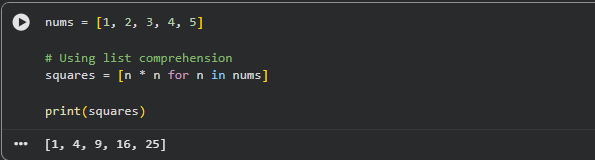 nums = [1, 2, 3, 4, 5]
# Using list comprehension
squares = [n * n for n in nums]
print(squares)
[1, 4, 9, 16, 25]